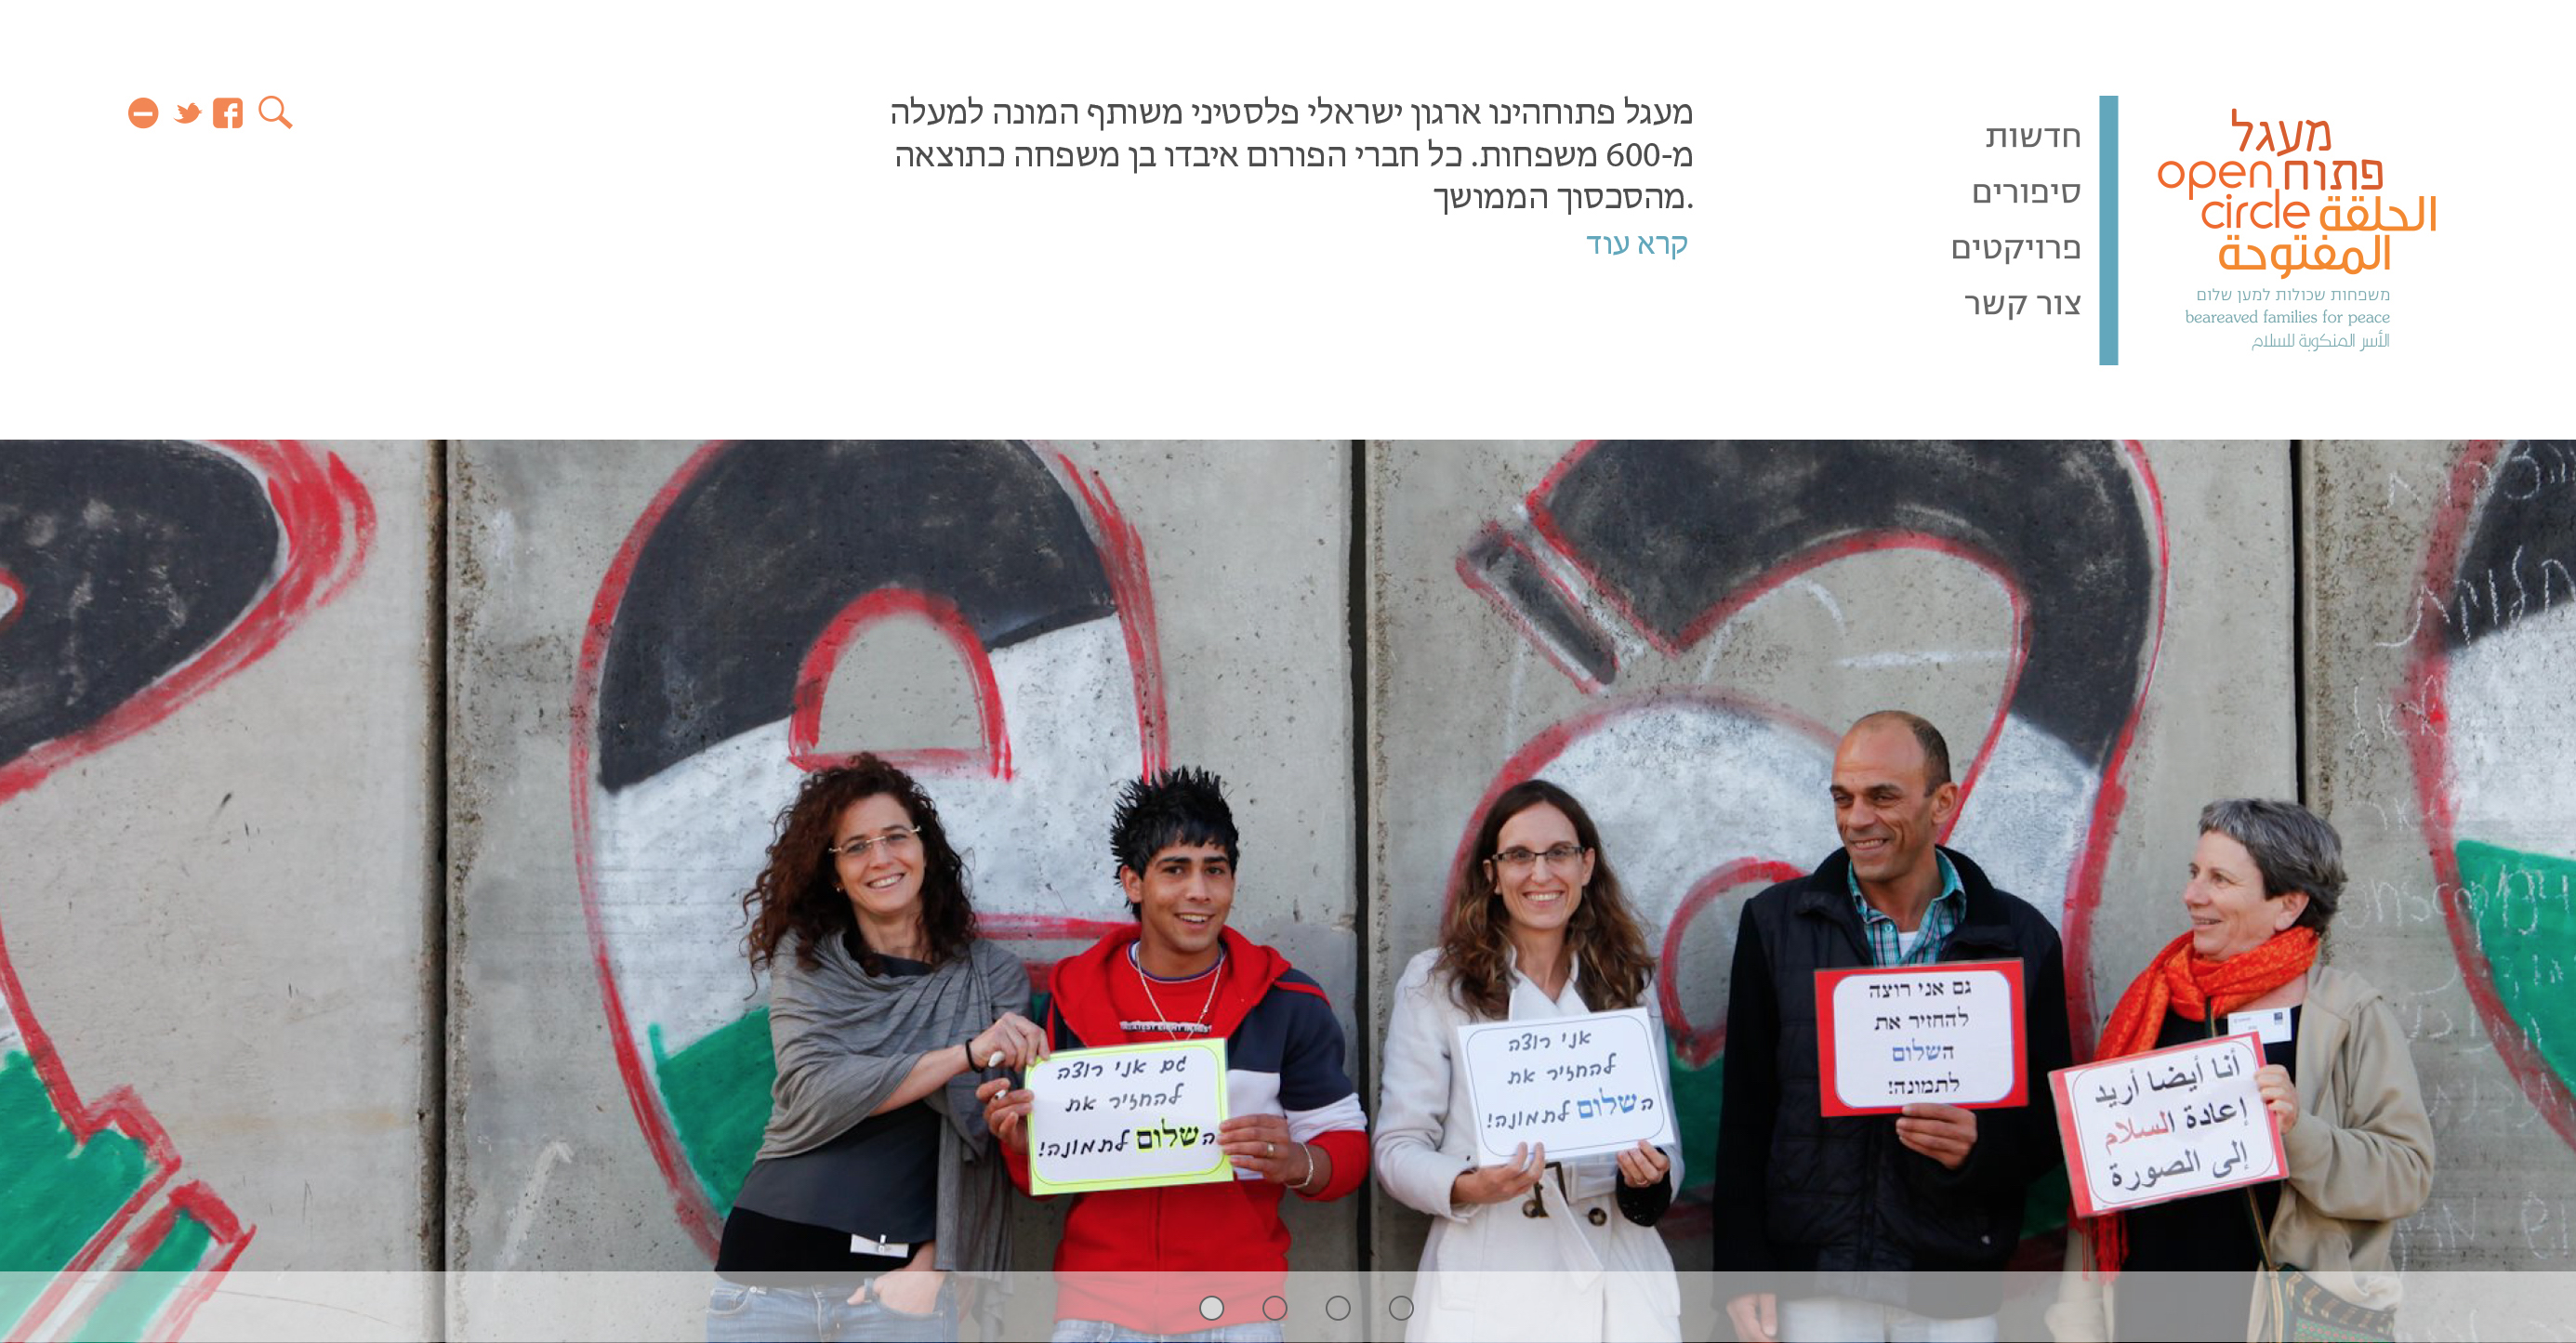 מעגל
פתוח open
circle الحلقة
المفتوحة
משפחות שכולות למען שלום
beareaved families for peace
الأسر المنكوبة للسلام
חדשות
סיפורים
פרויקטים
צור קשר
מעגל פתוחהינו ארגון ישראלי פלסטיני משותף המונה למעלה
מ-600 משפחות. כל חברי הפורום איבדו בן משפחה כתוצאה
.מהסכסוך הממושך
קרא עוד
גם אני רוצה
להחזיר את
השלום לתמונה!
אני רוצה
להחזיר את
השלום לתמונה!
גם אני רוצה
להחזיר את
השלום
לתמונה!
أنا أيضا أريد
إعادة السلام
إلى الصورة